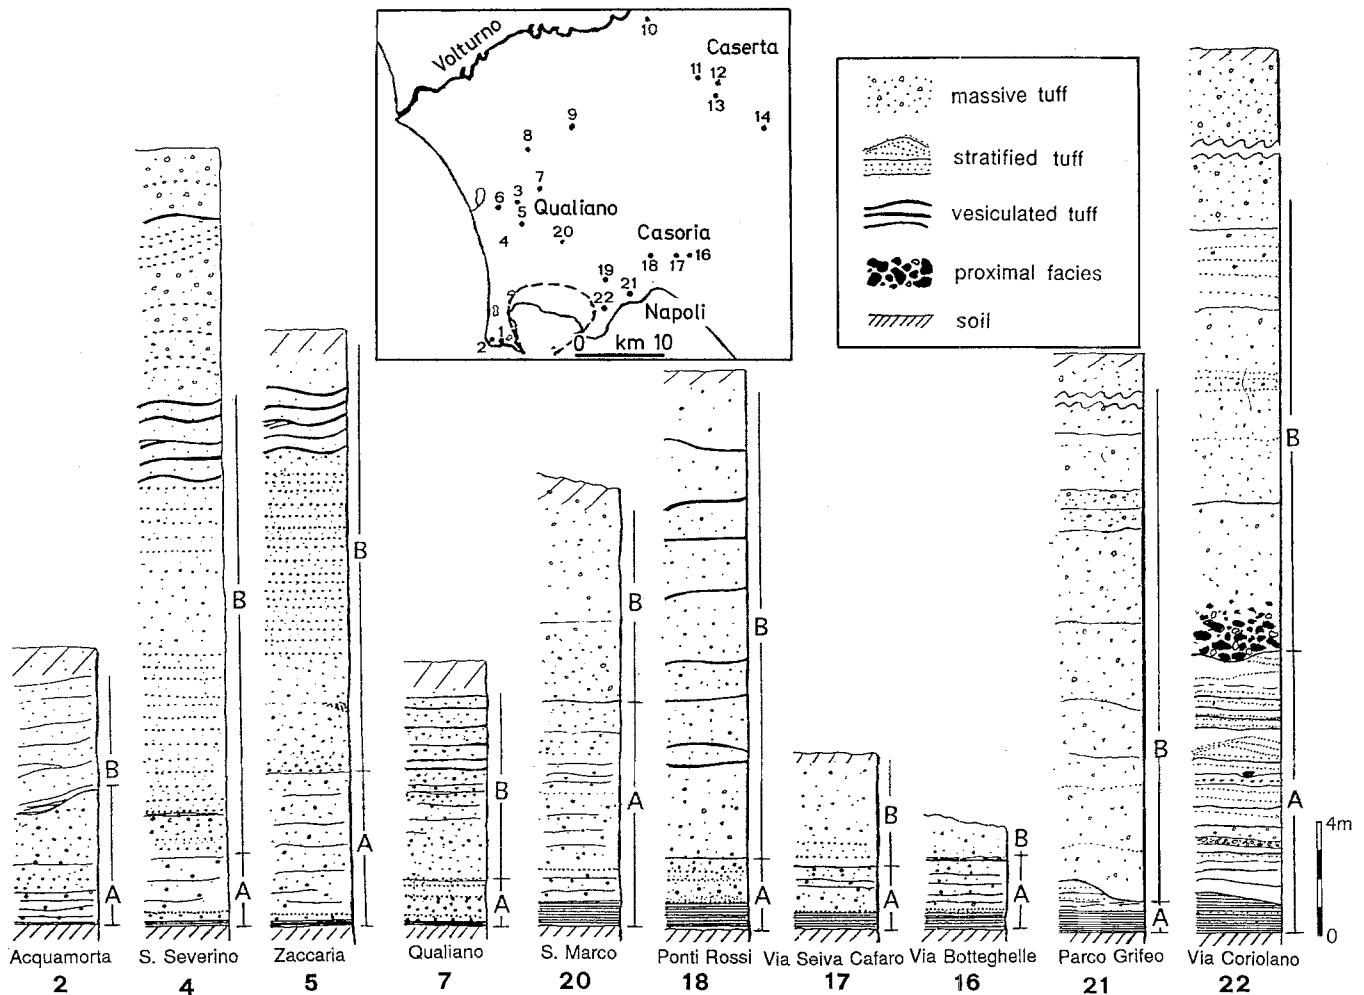 Volturno
10
Caserta
11
12
13
14
9
8
7
6
3
5
Qualiano
4
20
Casoria
18
17
16
19
21
22
Napoli
8
1
2
0 km 10
massive tuff
stratified tuff
vesiculated tuff
proximal facies
soil
B
A
B
A
B
A
B
A
B
A
B
A
B
A
B
A
B
A
B
A
4m
0
Acquamorta
2
S. Severino
4
Zaccaria
5
Qualiano
7
S. Marco
20
Ponti Rossi
18
Via Seiva Cafaro
17
Via Botteghelle
16
Parco Grifeo
21
Via Coriolano
22